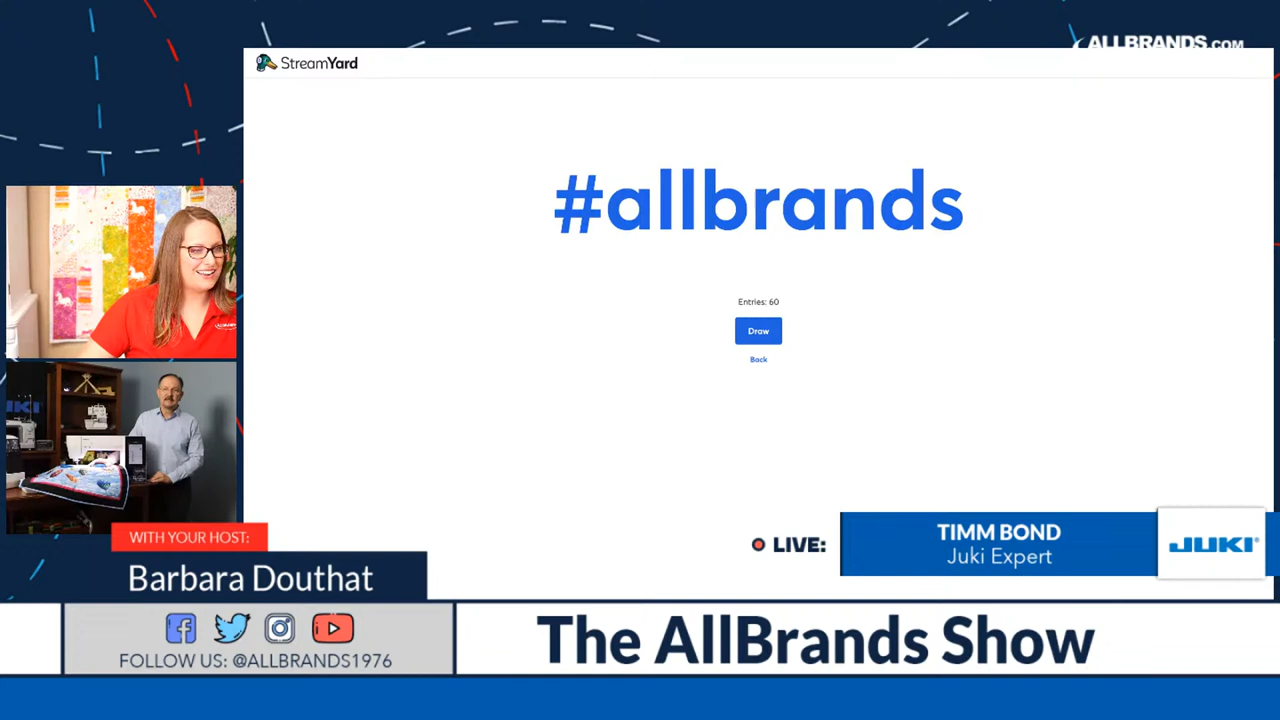 ALLBRANDS.COM
StreamYard
#allbrands
Entries: 60
Draw
Back
WITH YOUR HOST:
Barbara Douthat
LIVE:
TIMM BOND
Juki Expert
JUKI
FOLLOW US: @ALLBRANDS1976
The AllBrands Show